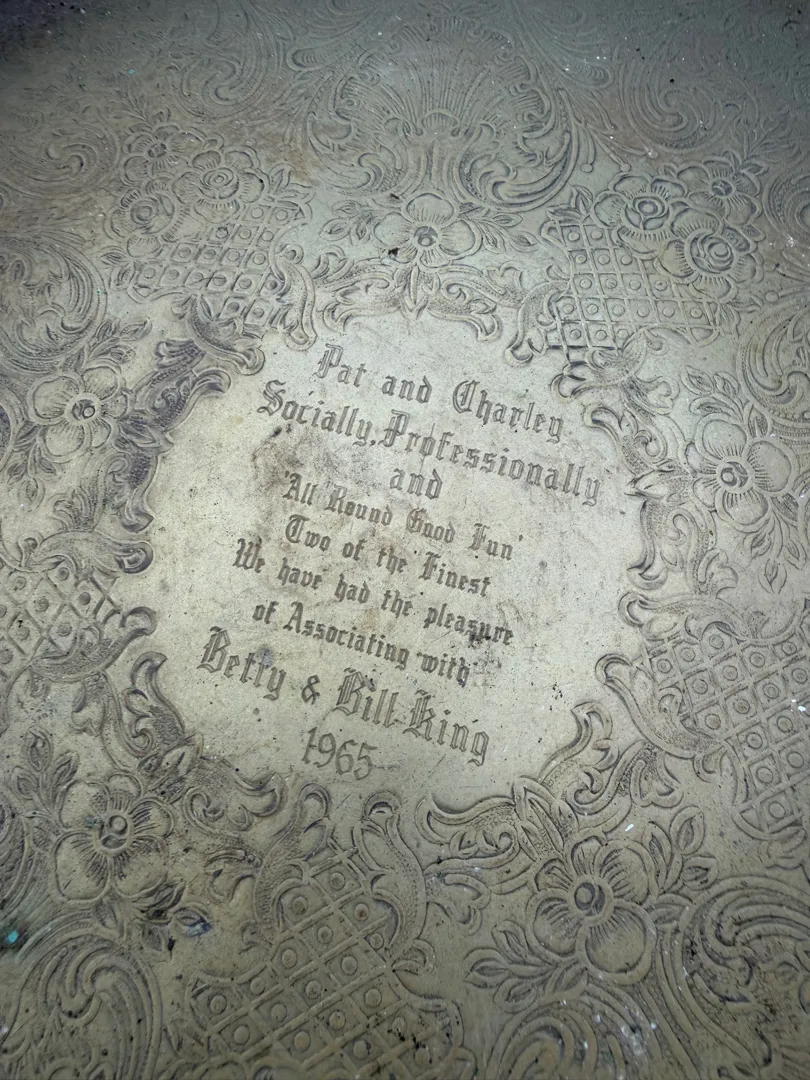 Pat and Charley
Socially, Professionally
and
'All Round Good Fun'
Two of the Finest
We have had the pleasure
of Associating with
Betty & Bill King
1965